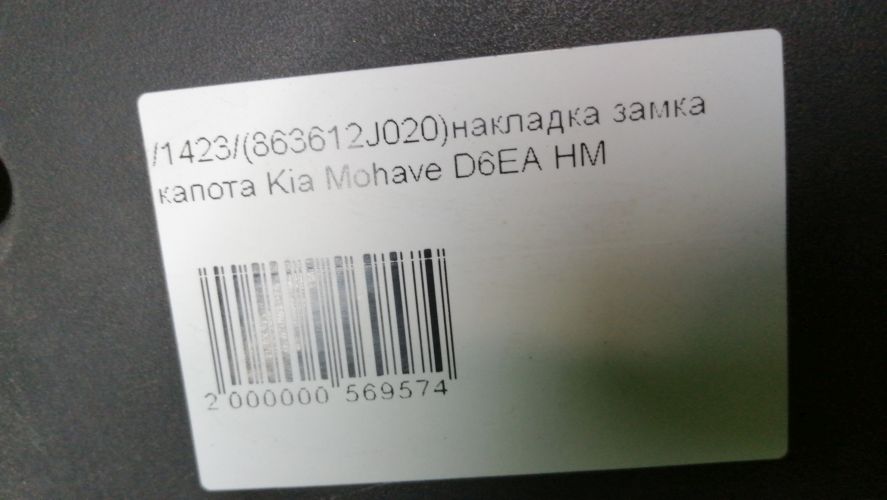 /1423/(863612J020)накладка замка
капота Kia Mohave D6EA HM
2 000000 569574